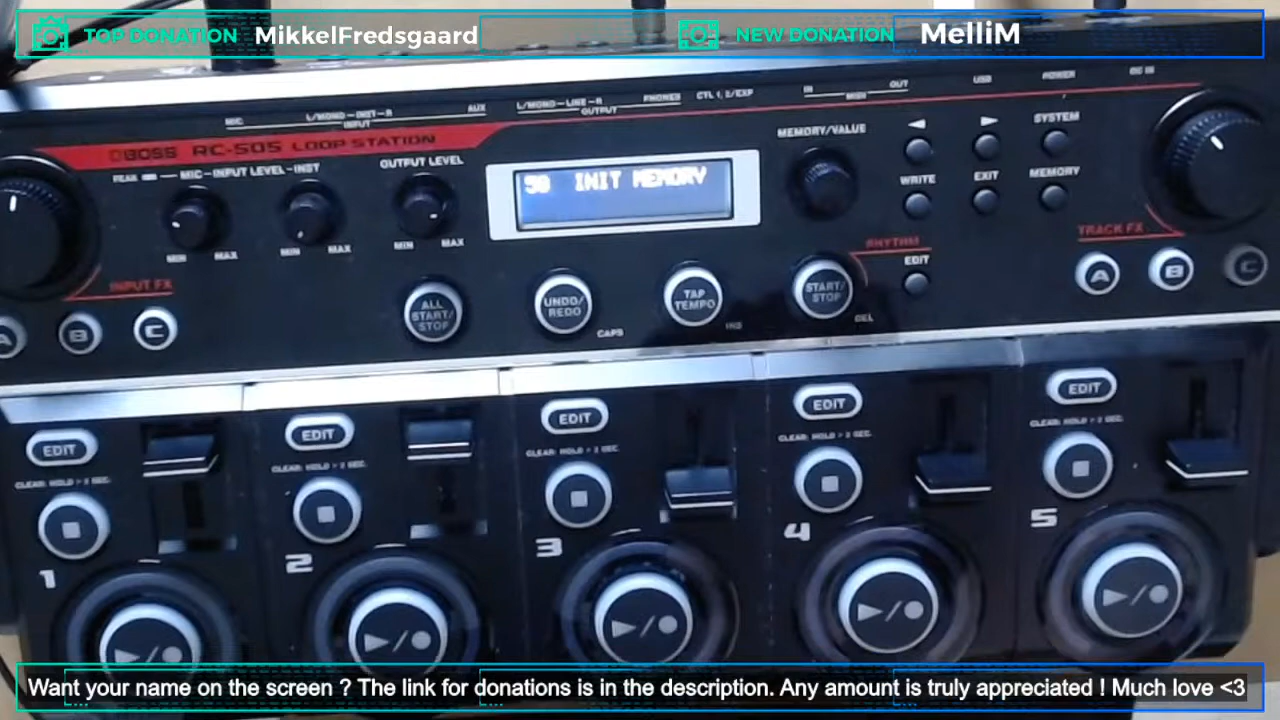 TOP DONATION MikkelFredsgaard NEW DONATION MelliM
MIC L/MONO-INST-R AUX L/MONO-LINE-R PHONES CTL 1, 2/EXP IN OUT USB POWER DC IN
INPUT OUTPUT MIDI
BOSS RC-505 LOOP STATION
PEAK MIC-INPUT LEVEL-INST OUTPUT LEVEL
MEMORY/VALUE ◄ ► SYSTEM
50 INIT MEMORY
WRITE EXIT MEMORY
MIN MAX MIN MAX MIN MAX
RHYTHM EDIT
TRACK FX
A B C
INPUT FX
A B C
ALL START/STOP
UNDO/REDO
TAP TEMPO
START/STOP
CAPS INS DEL
EDIT EDIT EDIT EDIT EDIT
CLEAR: HOLD > 2 SEC. CLEAR: HOLD > 2 SEC. CLEAR: HOLD > 2 SEC. CLEAR: HOLD > 2 SEC. CLEAR: HOLD > 2 SEC.
1 2 3 4 5
Want your name on the screen ? The link for donations is in the description. Any amount is truly appreciated ! Much love <3